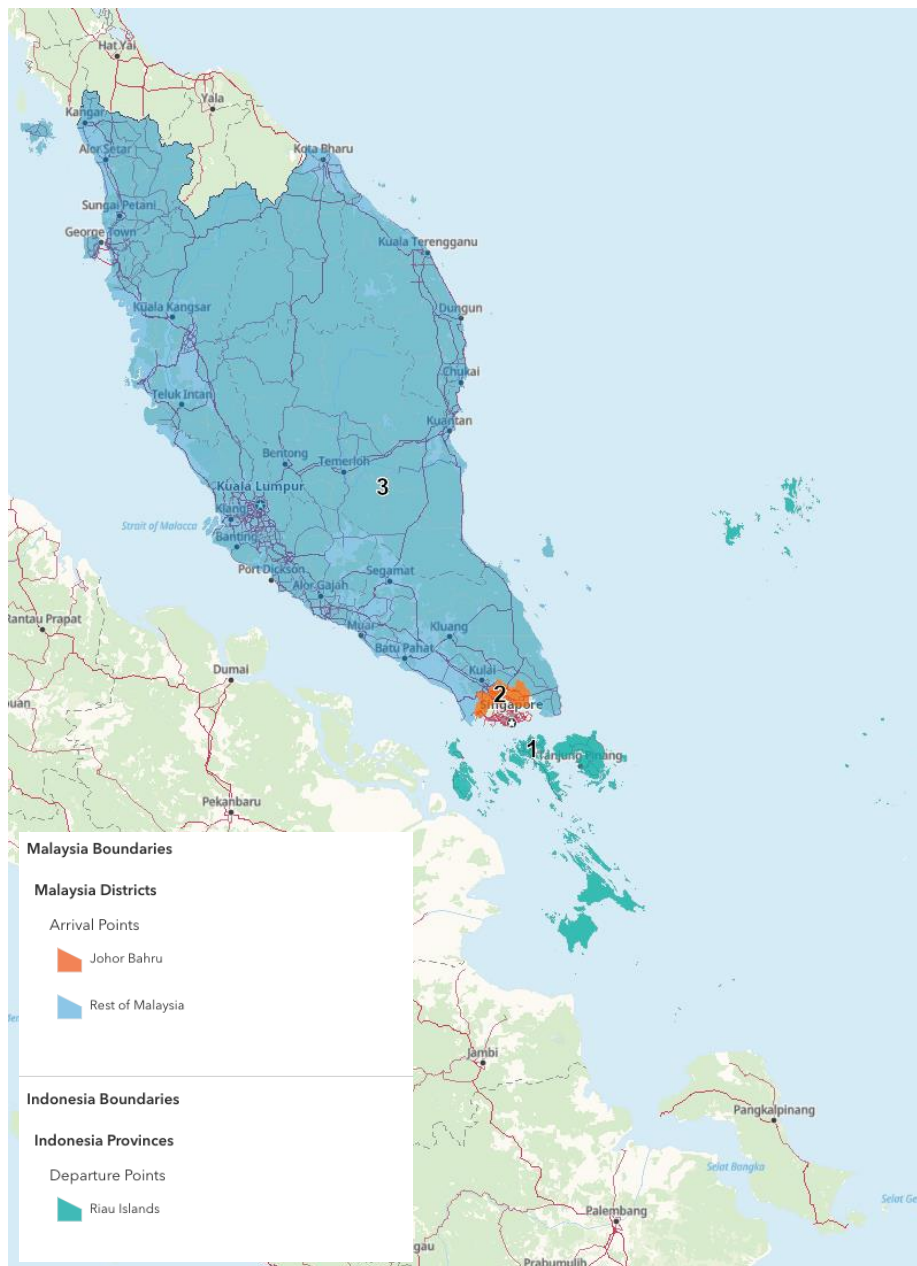 Hat Yai
Yala
Kangar
Alor Setar
Kota Bharu
Sungai Petani
George Town
Kuala Terengganu
Kuala Kangsar
Dungun
Chukai
Teluk Intan
Kuantan
Bentong
Temerloh
Kuala Lumpur
3
Klang
Strait of Malacca
Banting
Port Dickson
Segamat
Alor Gajah
Rantau Prapat
Muar
Kluang
Batu Pahat
Dumai
Kulai
2
Singapore
1
Tanjung Pinang
Pekanbaru
Malaysia Boundaries
Malaysia Districts
Arrival Points
Johor Bahru
Rest of Malaysia
Jambi
Indonesia Boundaries
Pangkalpinang
Indonesia Provinces
Selat Bangka
Departure Points
Selat Ge
Riau Islands
Palembang
gau
Prabumulih